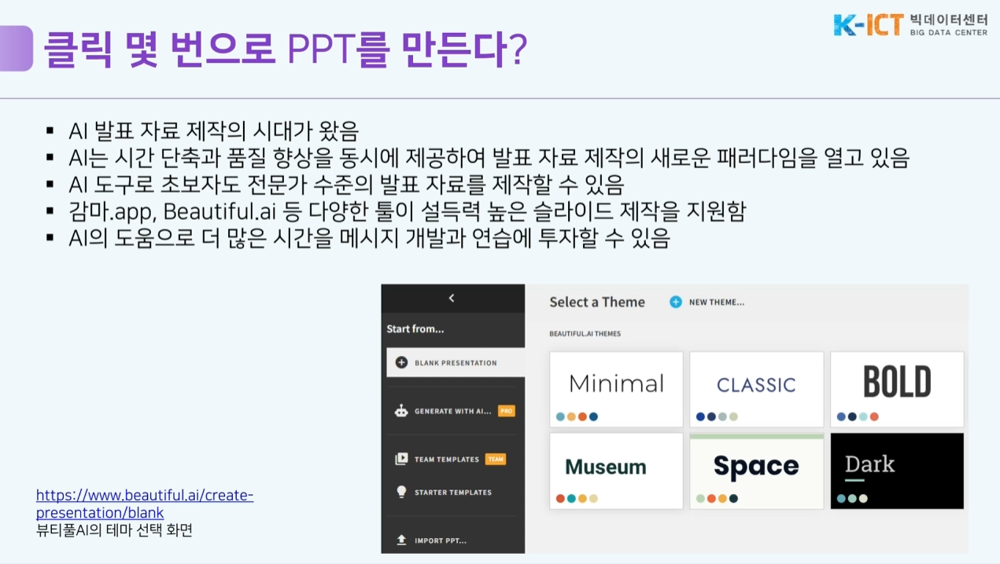 K-ICT 빅데이터센터
BIG DATA CENTER
클릭 몇 번으로 PPT를 만든다?
▪ AI 발표 자료 제작의 시대가 왔음
▪ AI는 시간 단축과 품질 향상을 동시에 제공하여 발표 자료 제작의 새로운 패러다임을 열고 있음
▪ AI 도구로 초보자도 전문가 수준의 발표 자료를 제작할 수 있음
▪ 감마.app, Beautiful.ai 등 다양한 툴이 설득력 높은 슬라이드 제작을 지원함
▪ AI의 도움으로 더 많은 시간을 메시지 개발과 연습에 투자할 수 있음
Start from...
BLANK PRESENTATION
GENERATE WITH AI... PRO
TEAM TEMPLATES TEAM
STARTER TEMPLATES
IMPORT PPT...
Select a Theme
NEW THEME...
BEAUTIFUL.AI THEMES
Minimal
CLASSIC
BOLD
Museum
Space
Dark
https://www.beautiful.ai/create-
presentation/blank
뷰티풀AI의 테마 선택 화면